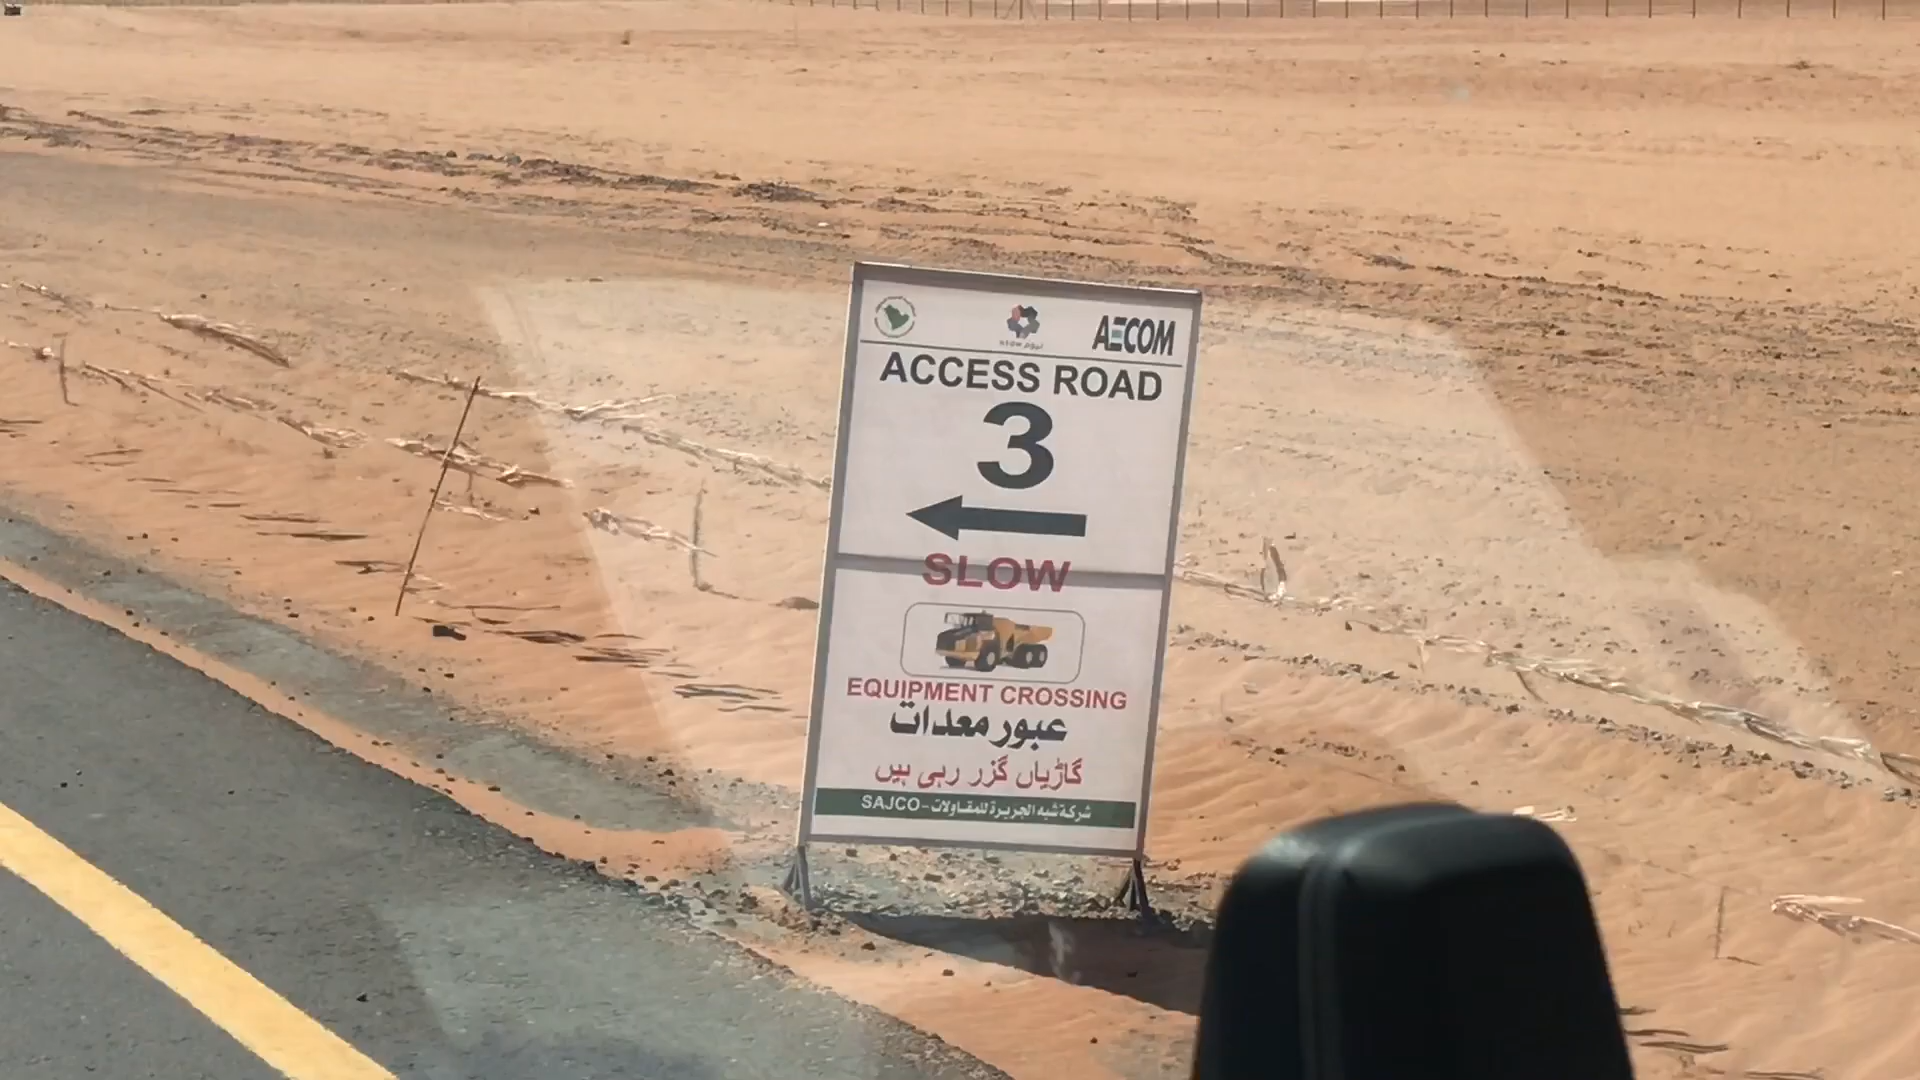 AECOM
ACCESS ROAD
3
SLOW
EQUIPMENT CROSSING
عبور معدات
گاڑیاں گزر رہی ہیں
SAJCO - شركة شبه الجزيرة للمقاولات